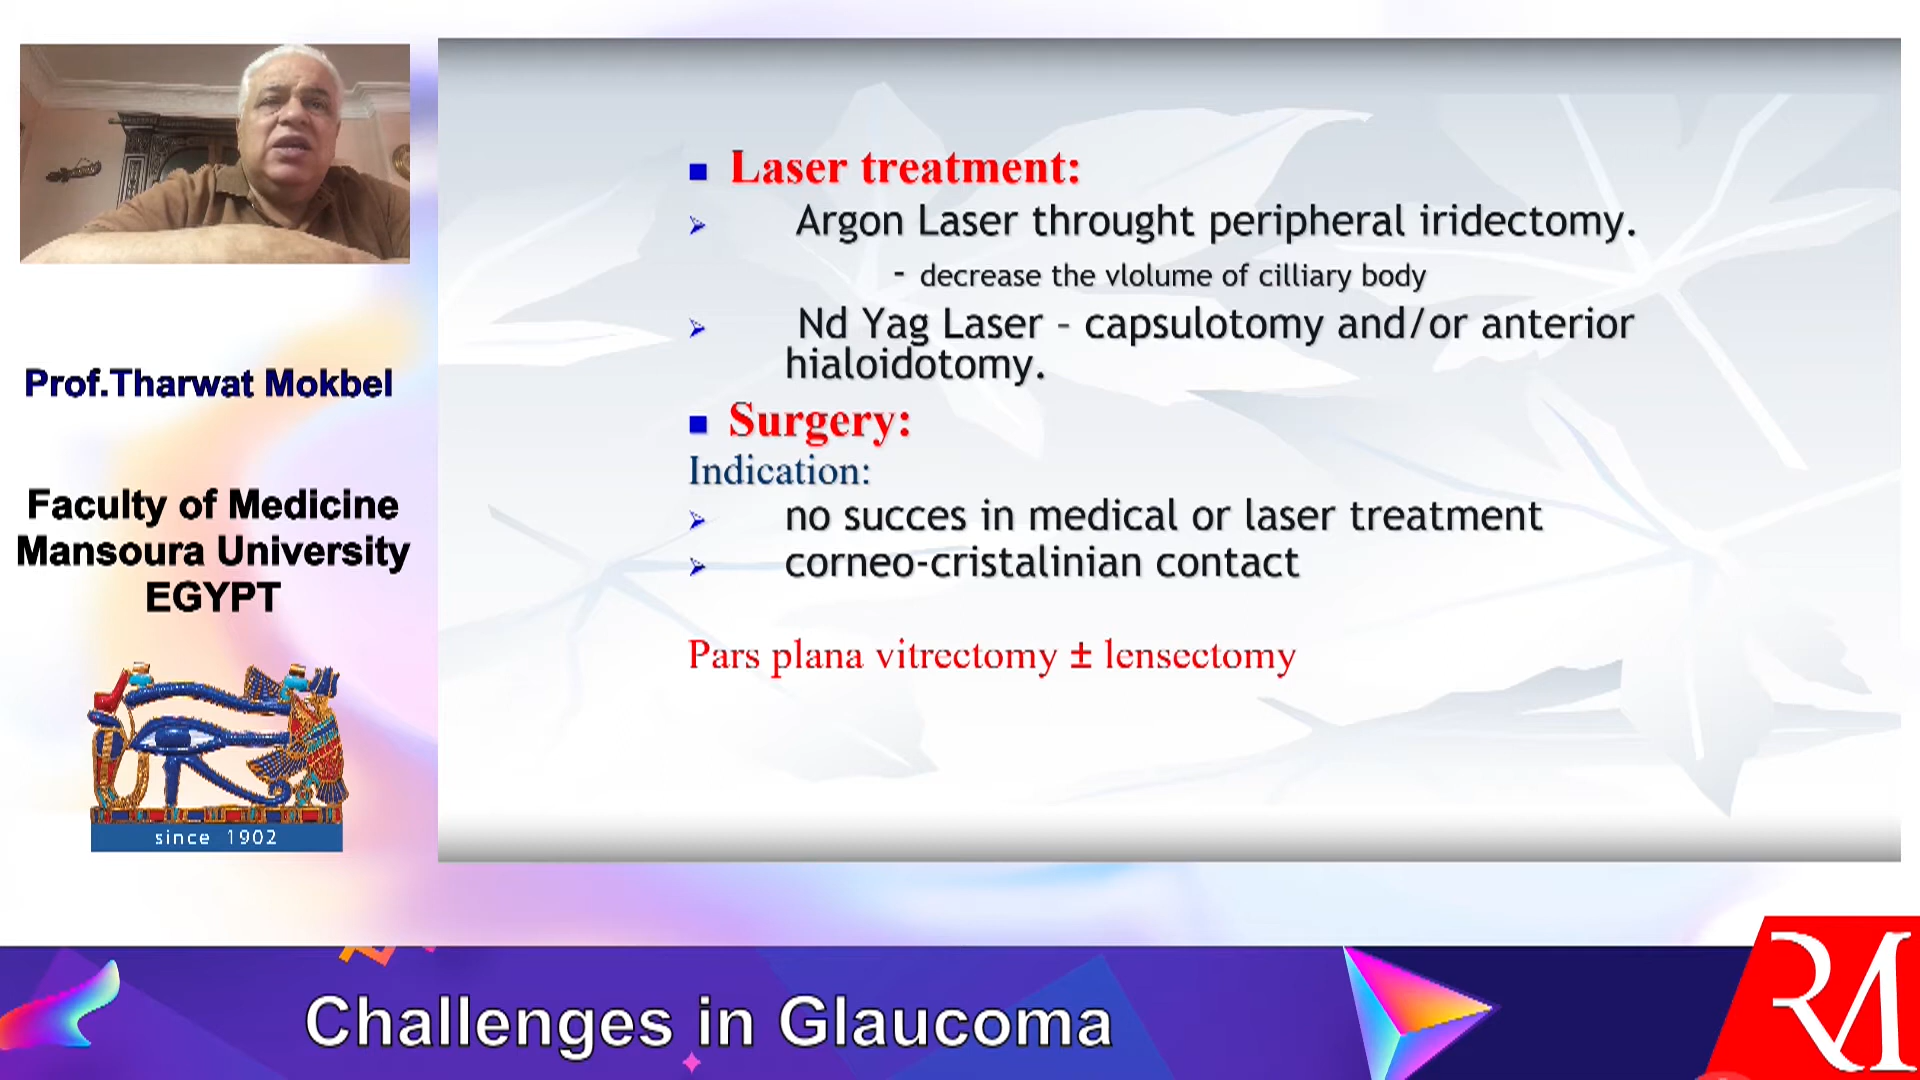 Prof.Tharwat Mokbel
Faculty of Medicine
Mansoura University
EGYPT
since 1902
Laser treatment:
Argon Laser throught peripheral iridectomy.
- decrease the vlolume of cilliary body
Nd Yag Laser – capsulotomy and/or anterior
hialoidotomy.
Surgery:
Indication:
no succes in medical or laser treatment
corneo-cristalinian contact
Pars plana vitrectomy ± lensectomy
Challenges in Glaucoma
RM